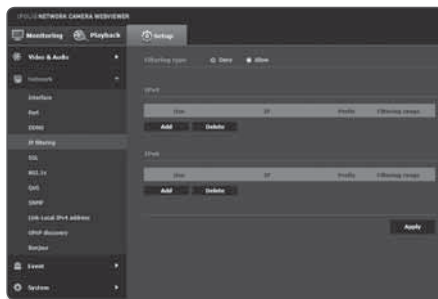 iPOLiS NETWORK CAMERA WEBVIEWER
Monitoring Playback Setup
Video & Audio
Network
Interface
Port
DDNS
IP filtering
SSL
802.1x
QoS
SNMP
Link-Local IPv4 address
UPnP discovery
Bonjour
Event
System
Filtering type Deny Allow
IPv4
Use IP Prefix Filtering range
Add Delete
IPv6
Use IP Prefix Filtering range
Add Delete
Apply